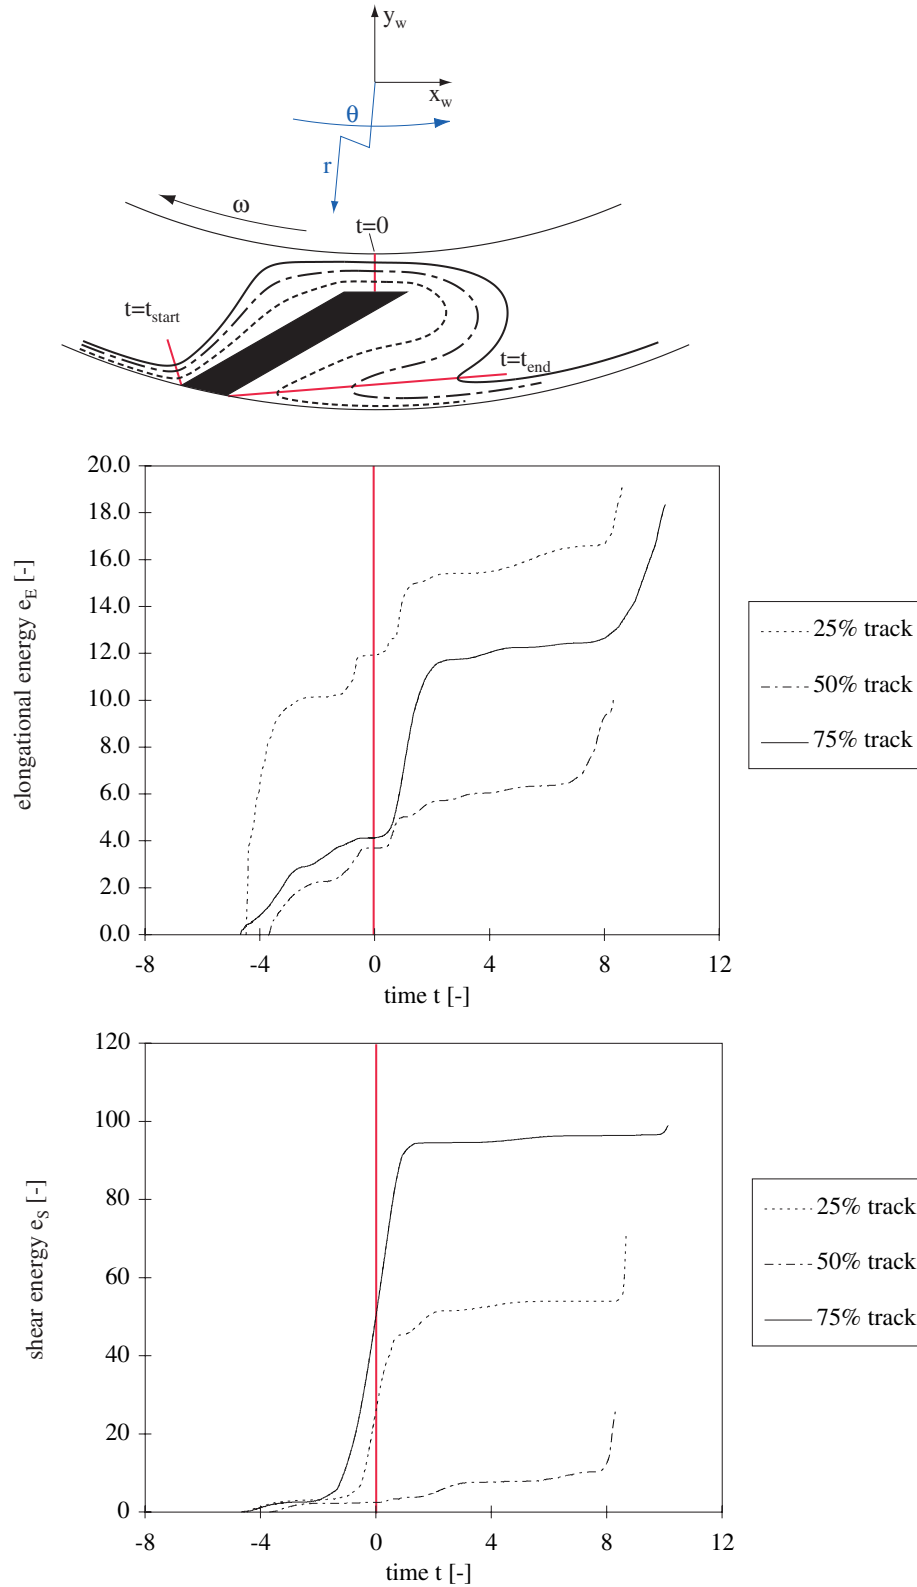 y_w
x_w
θ
r
ω
t=0
t=t_start
t=t_end
20.0
18.0
16.0
14.0
12.0
10.0
8.0
6.0
4.0
2.0
0.0
elongational energy e_E [-]
-8 -4 0 4 8 12
time t [-]
25% track
50% track
75% track
120
100
80
60
40
20
0
shear energy e_S [-]
-8 -4 0 4 8 12
time t [-]
25% track
50% track
75% track